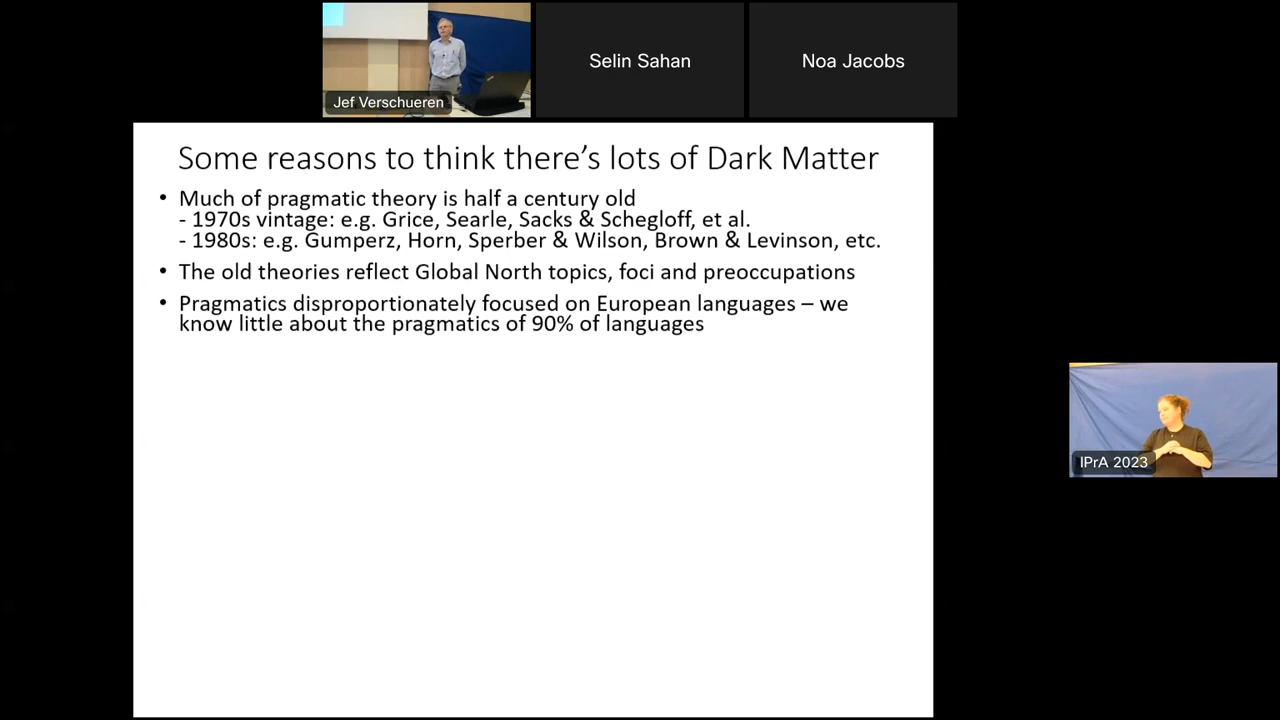 Jef Verschueren
Selin Sahan
Noa Jacobs
Some reasons to think there’s lots of Dark Matter
• Much of pragmatic theory is half a century old
- 1970s vintage: e.g. Grice, Searle, Sacks & Schegloff, et al.
- 1980s: e.g. Gumperz, Horn, Sperber & Wilson, Brown & Levinson, etc.
• The old theories reflect Global North topics, foci and preoccupations
• Pragmatics disproportionately focused on European languages – we
know little about the pragmatics of 90% of languages
IPrA 2023